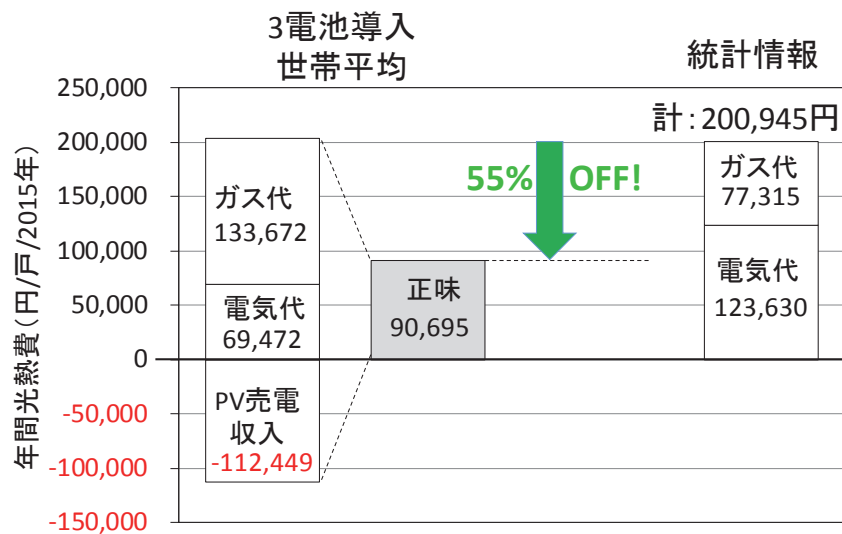 3電池導入
世帯平均
統計情報
年間光熱費(円/戸/2015年)
250,000
200,000
150,000
100,000
50,000
0
-50,000
-100,000
-150,000
ガス代
133,672
電気代
69,472
PV売電
収入
-112,449
正味
90,695
55% OFF!
計:200,945円
ガス代
77,315
電気代
123,630